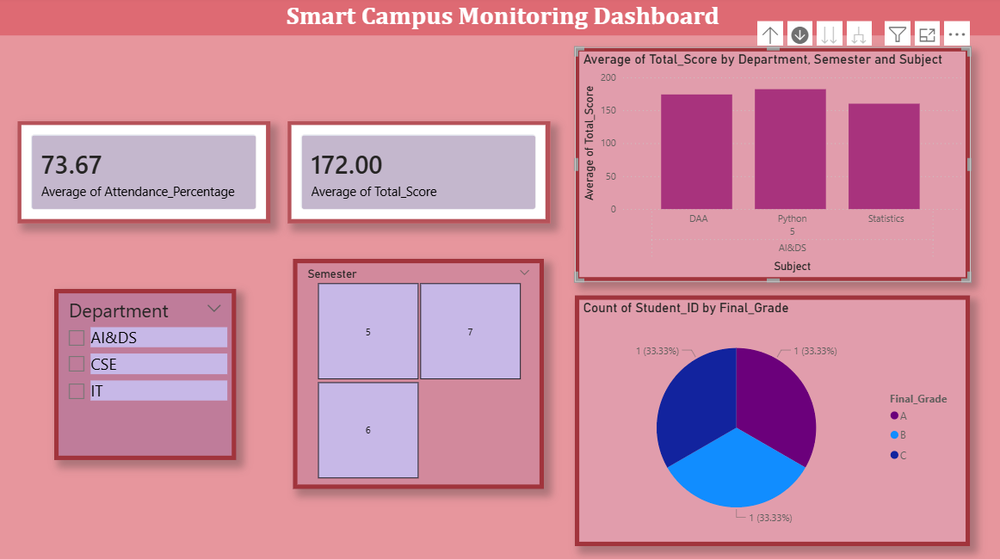 Smart Campus Monitoring Dashboard
73.67
Average of Attendance_Percentage
172.00
Average of Total_Score
Average of Total_Score by Department, Semester and Subject
Average of Total_Score
200
150
100
50
0
DAA Python Statistics
5
AI&DS
Subject
Department
AI&DS
CSE
IT
Semester
5 7
6
Count of Student_ID by Final_Grade
1 (33.33%) 1 (33.33%)
1 (33.33%)
Final_Grade
A
B
C